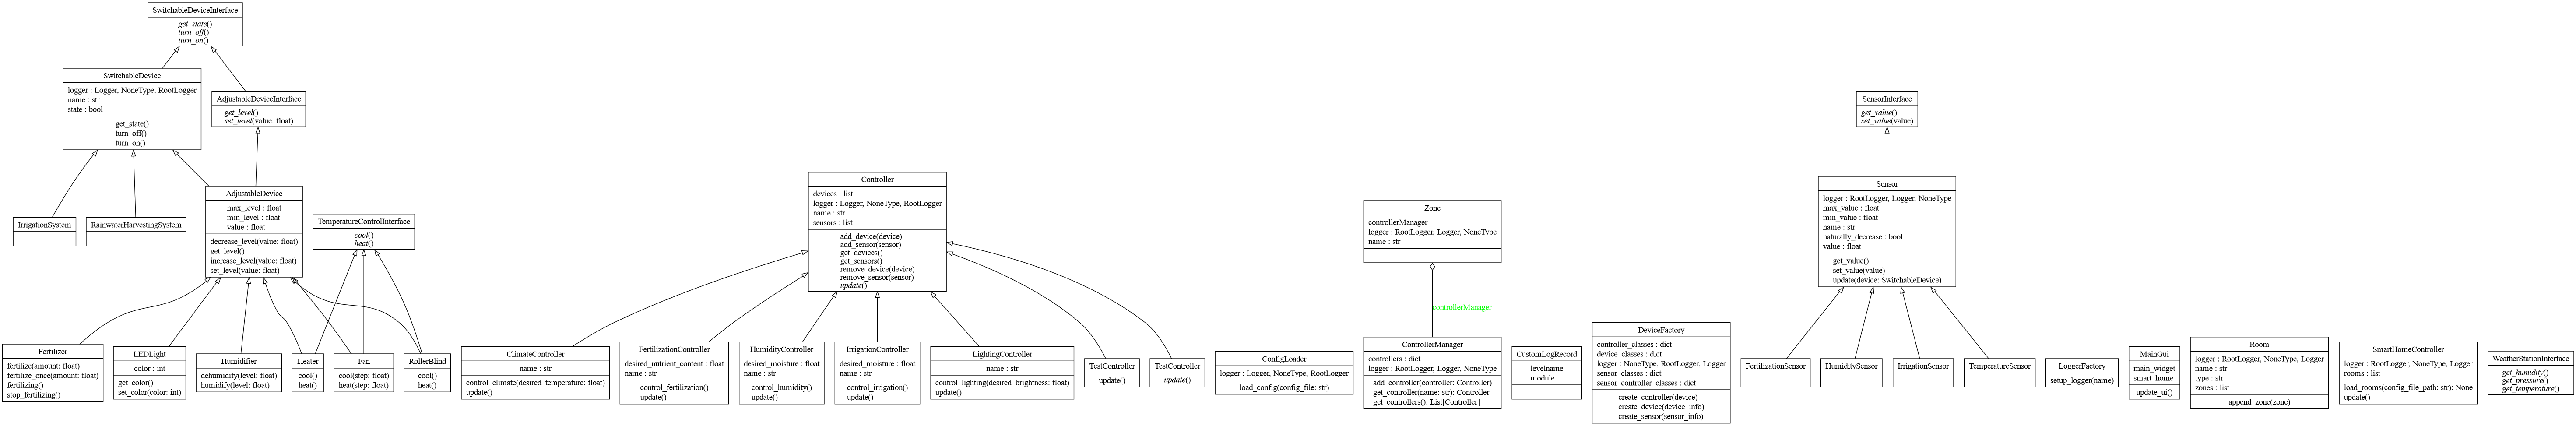 SwitchableDeviceInterface
get_state()
turn_off()
turn_on()
SwitchableDevice
logger : Logger, NoneType, RootLogger
name : str
state : bool
get_state()
turn_off()
turn_on()
AdjustableDeviceInterface
get_level()
set_level(value: float)
IrrigationSystem
RainwaterHarvestingSystem
AdjustableDevice
max_level : float
min_level : float
value : float
decrease_level(value: float)
get_level()
increase_level(value: float)
set_level(value: float)
TemperatureControlInterface
cool()
heat()
Fertilizer
fertilize(amount: float)
fertilize_once(amount: float)
fertilizing()
stop_fertilizing()
LEDLight
color : int
get_color()
set_color(color: int)
Humidifier
dehumidify(level: float)
humidify(level: float)
Heater
cool()
heat()
Fan
cool(step: float)
heat(step: float)
RollerBlind
cool()
heat()
Controller
devices : list
logger : Logger, NoneType, RootLogger
name : str
sensors : list
add_device(device)
add_sensor(sensor)
get_devices()
get_sensors()
remove_device(device)
remove_sensor(sensor)
update()
ClimateController
name : str
control_climate(desired_temperature: float)
update()
FertilizationController
desired_nutrient_content : float
name : str
control_fertilization()
update()
HumidityController
desired_moisture : float
name : str
control_humidity()
update()
IrrigationController
desired_moisture : float
name : str
control_irrigation()
update()
LightingController
name : str
control_lighting(desired_brightness: float)
update()
TestController
update()
TestController
update()
ConfigLoader
logger : Logger, NoneType, RootLogger
load_config(config_file: str)
Zone
controllerManager
logger : RootLogger, Logger, NoneType
name : str
controllerManager
ControllerManager
controllers : dict
logger : RootLogger, Logger, NoneType
add_controller(controller: Controller)
get_controller(name: str): Controller
get_controllers(): List[Controller]
CustomLogRecord
levelname
module
DeviceFactory
controller_classes : dict
device_classes : dict
logger : NoneType, RootLogger, Logger
sensor_classes : dict
sensor_controller_classes : dict
create_controller(device)
create_device(device_info)
create_sensor(sensor_info)
SensorInterface
get_value()
set_value(value)
Sensor
logger : RootLogger, Logger, NoneType
max_value : float
min_value : float
name : str
naturally_decrease : bool
value : float
get_value()
set_value(value)
update(device: SwitchableDevice)
FertilizationSensor
HumiditySensor
IrrigationSensor
TemperatureSensor
LoggerFactory
setup_logger(name)
MainGui
main_widget
smart_home
update_ui()
Room
logger : RootLogger, NoneType, Logger
name : str
type : str
zones : list
append_zone(zone)
SmartHomeController
logger : RootLogger, NoneType, Logger
rooms : list
load_rooms(config_file_path: str): None
update()
WeatherStationInterface
get_humidity()
get_pressure()
get_temperature()